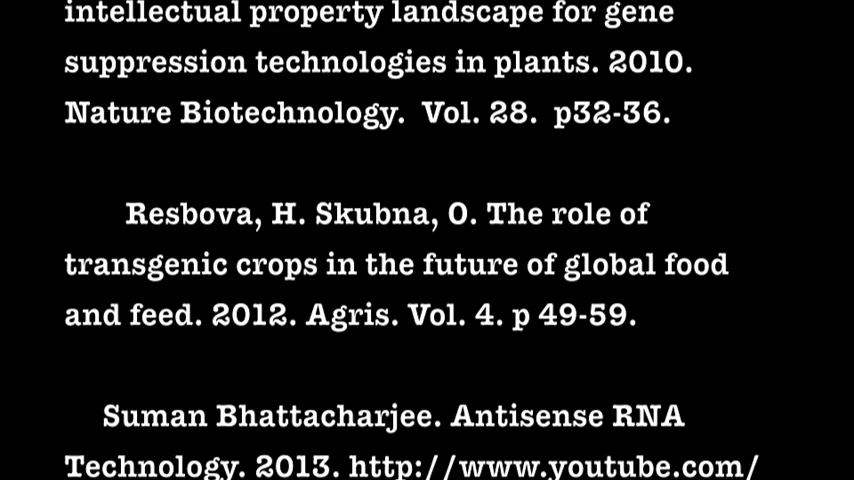 intellectual property landscape for gene
suppression technologies in plants. 2010.
Nature Biotechnology.  Vol. 28.  p32-36.
Resbova, H. Skubna, O. The role of
transgenic crops in the future of global food
and feed. 2012. Agris. Vol. 4. p 49-59.
Suman Bhattacharjee. Antisense RNA
Technology. 2013. http://www.youtube.com/